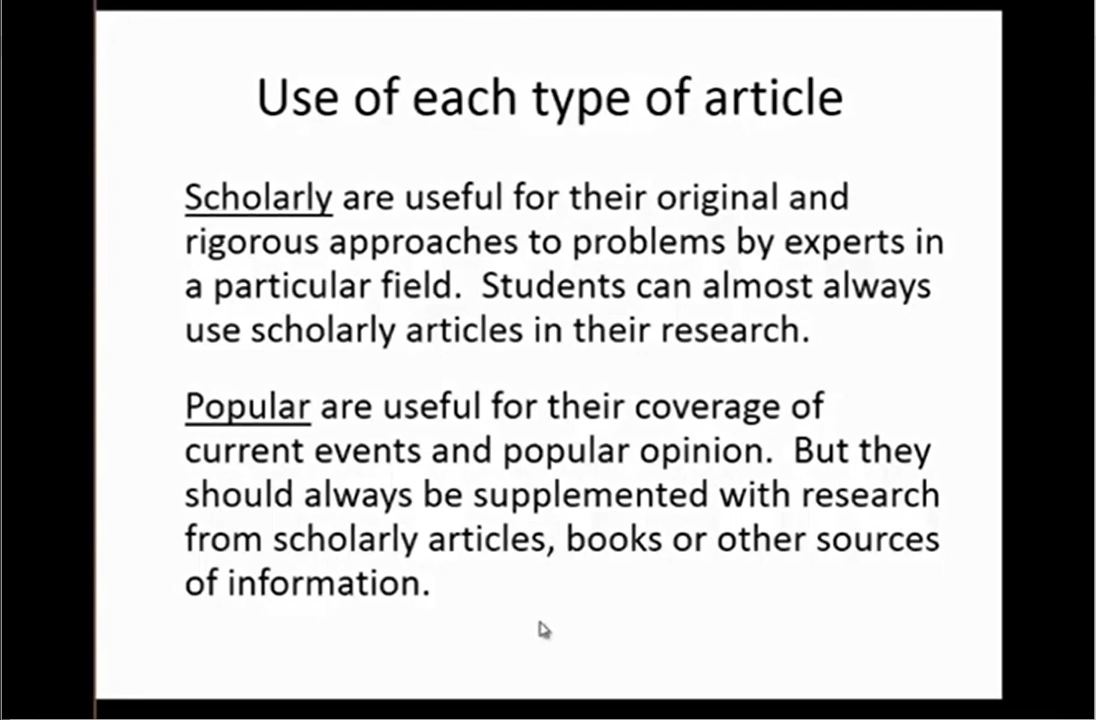 Use of each type of article
Scholarly are useful for their original and
rigorous approaches to problems by experts in
a particular field.  Students can almost always
use scholarly articles in their research.
Popular are useful for their coverage of
current events and popular opinion.  But they
should always be supplemented with research
from scholarly articles, books or other sources
of information.